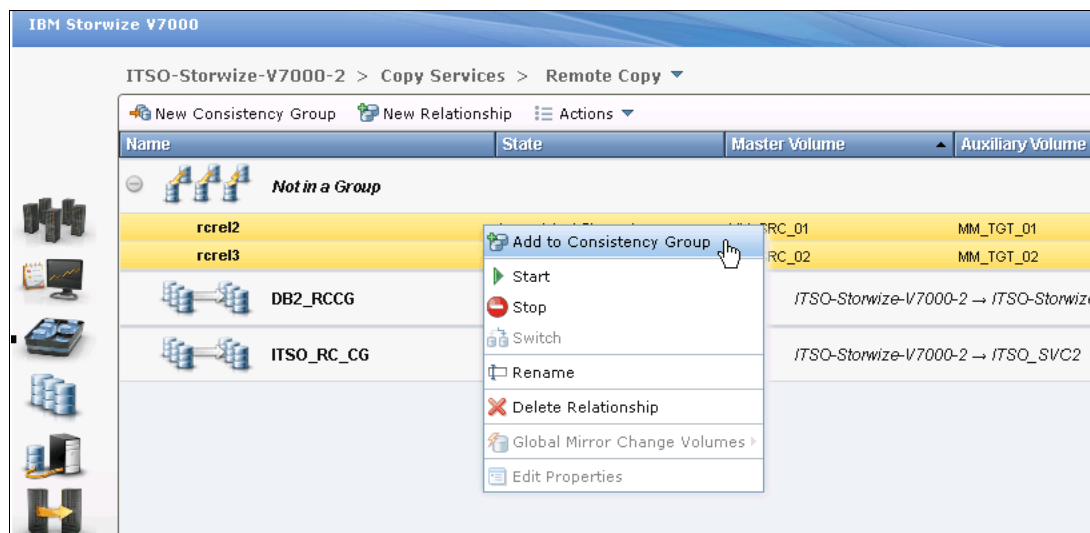 IBM Storwize V7000
ITSO-Storwize-V7000-2 > Copy Services > Remote Copy
New Consistency Group New Relationship Actions
Name State Master Volume Auxiliary Volume
Not in a Group
rcrel2 MM_TGT_01
rcrel3 MM_TGT_02
Add to Consistency Group
Start
DB2_RCCG ITSO-Storwize-V7000-2 → ITSO-Storwize
Stop
Switch
ITSO_RC_CG ITSO-Storwize-V7000-2 → ITSO_SVC2
Rename
Delete Relationship
Global Mirror Change Volumes
Edit Properties